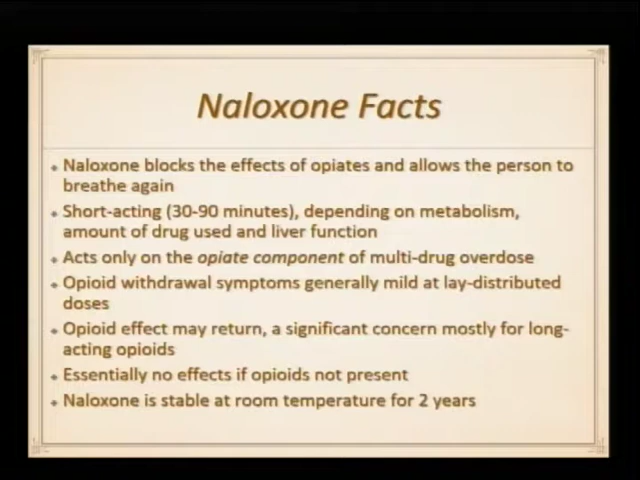 Naloxone Facts
Naloxone blocks the effects of opiates and allows the person to
breathe again
Short-acting (30-90 minutes), depending on metabolism,
amount of drug used and liver function
Acts only on the opiate component of multi-drug overdose
Opioid withdrawal symptoms generally mild at lay-distributed
doses
Opioid effect may return, a significant concern mostly for long-
acting opioids
Essentially no effects if opioids not present
Naloxone is stable at room temperature for 2 years